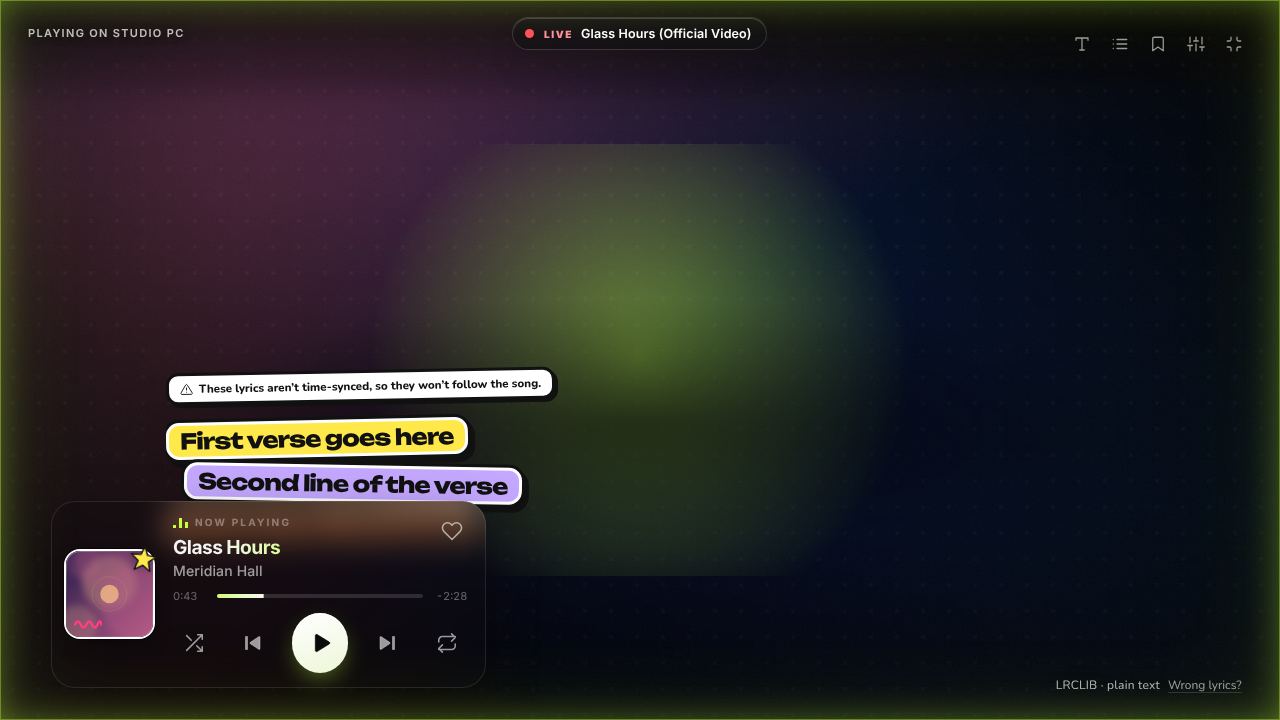 PLAYING ON STUDIO PC
LIVE Glass Hours (Official Video)
These lyrics aren't time-synced, so they won't follow the song.
First verse goes here
Second line of the verse
NOW PLAYING
Glass Hours
Meridian Hall
0:43 -2:28
LRCLIB · plain text Wrong lyrics?